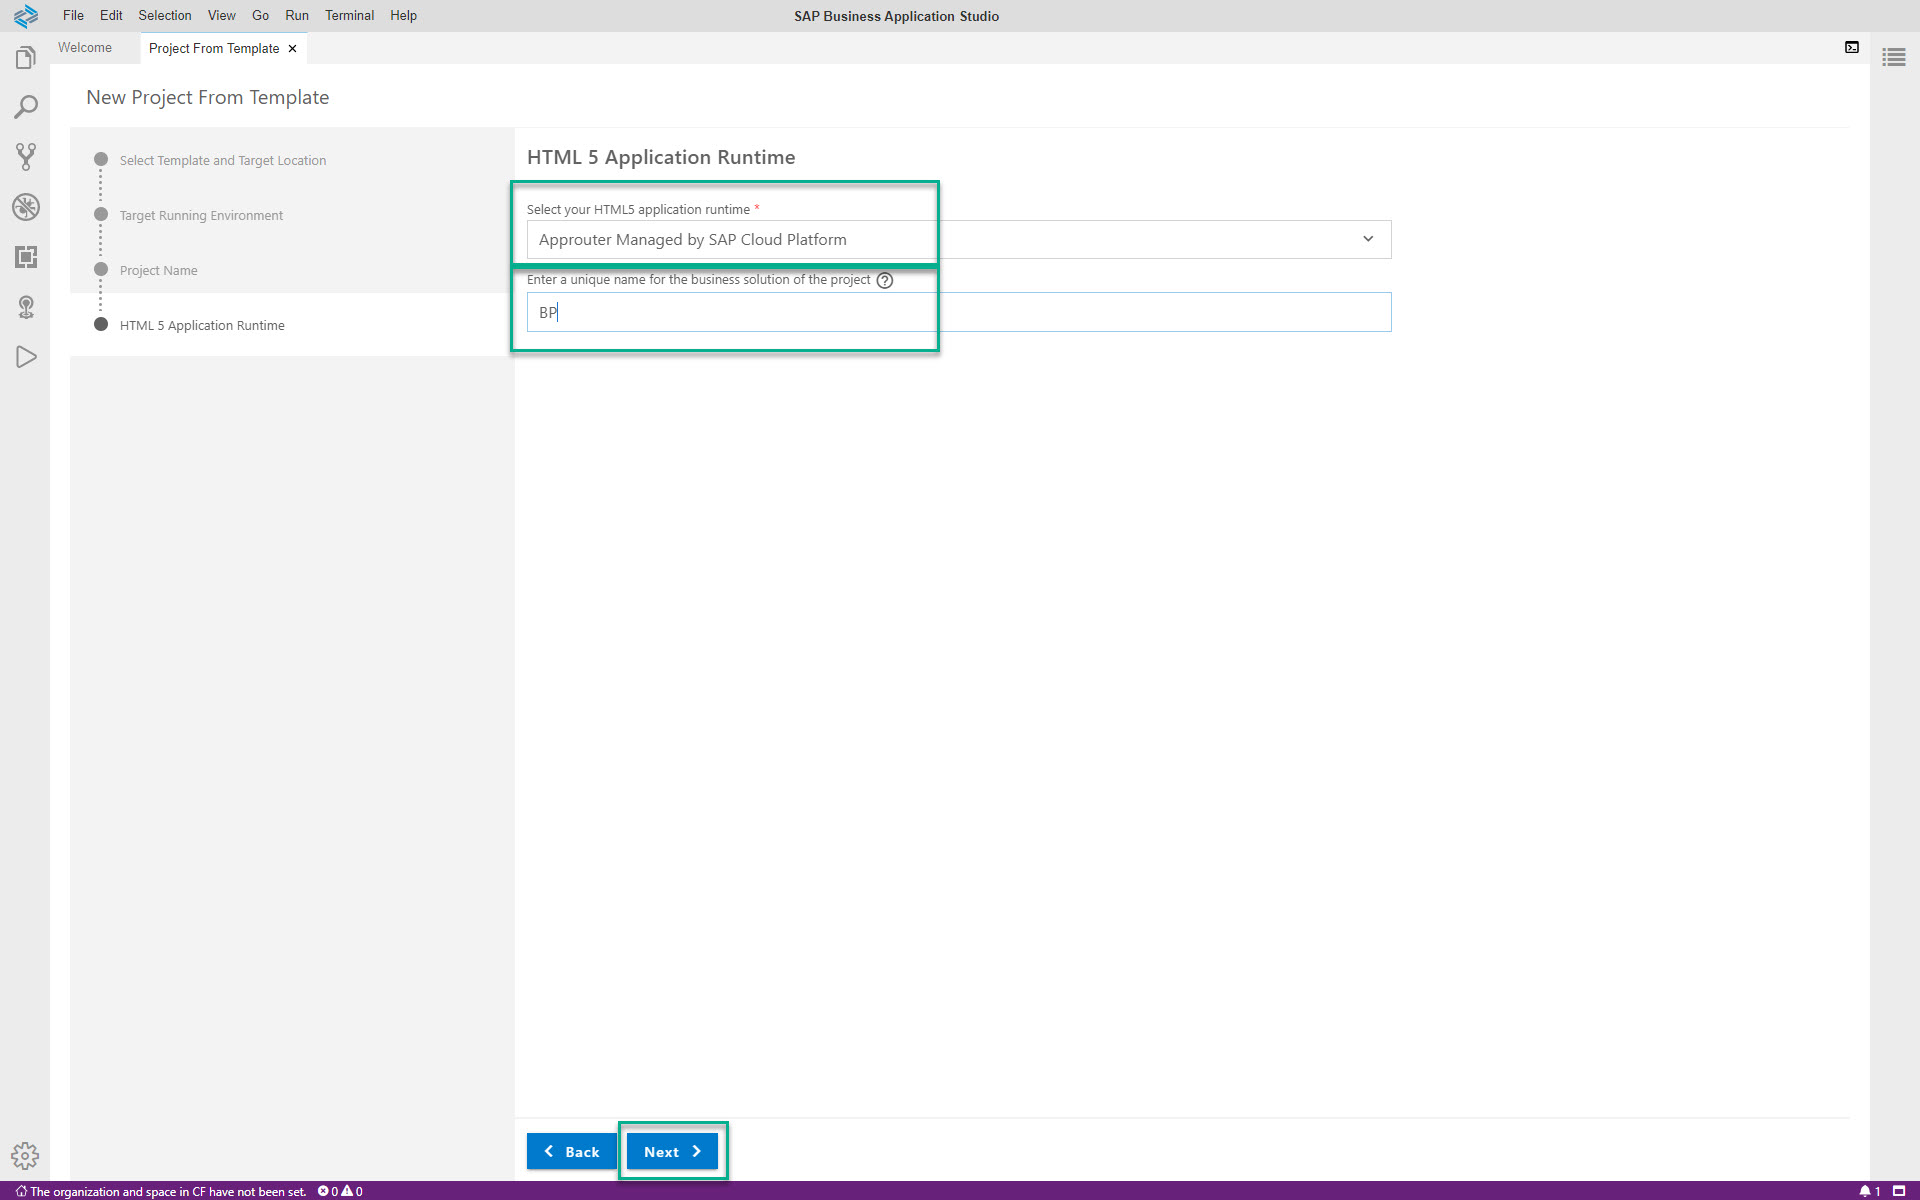 File Edit Selection View Go Run Terminal Help SAP Business Application Studio
Welcome Project From Template
New Project From Template
Select Template and Target Location
Target Running Environment
Project Name
HTML 5 Application Runtime
HTML 5 Application Runtime
Select your HTML5 application runtime *
Approuter Managed by SAP Cloud Platform
Enter a unique name for the business solution of the project ?
BP
Back Next
The organization and space in CF have not been set. 0 0 1